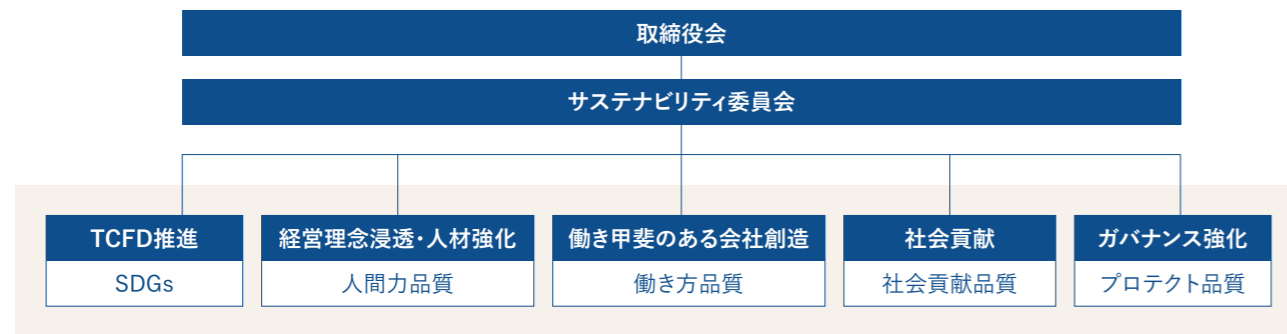 取締役会
サステナビリティ委員会
TCFD推進
SDGs
経営理念浸透・人材強化
人間力品質
働き甲斐のある会社創造
働き方品質
社会貢献
社会貢献品質
ガバナンス強化
プロテクト品質